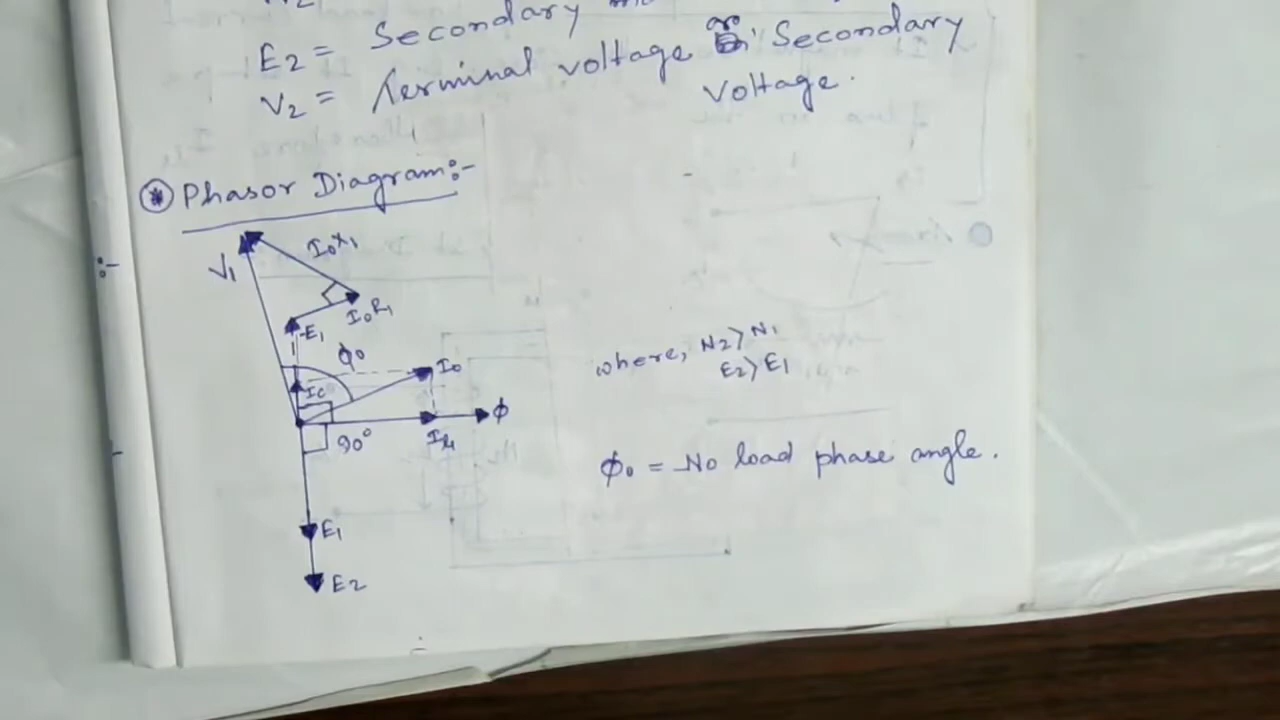 E2 = Secondary
V2 = Terminal voltage or Secondary
voltage.
* Phasor Diagram:-
V1
I0X1
I0R1
-E1
ϕ0
I0
Ic
ϕ
90°
Iμ
E1
E2
where, N2>N1
E2>E1
ϕ0 = No load phase angle.
:-